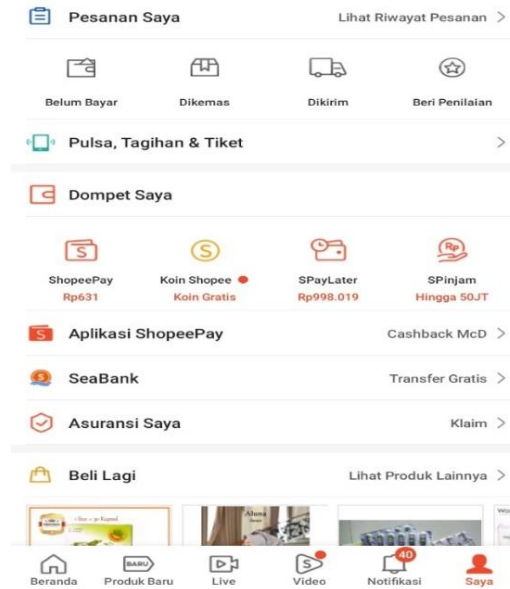 Pesanan Saya
Lihat Riwayat Pesanan >
Belum Bayar
Dikemas
Dikirim
Beri Penilaian
Pulsa, Tagihan & Tiket >
Dompet Saya
ShopeePay
Koin Shopee
SPayLater
SPinjam
Rp631
Koin Gratis
Rp998.019
Hingga 50JT
Aplikasi ShopeePay
Cashback McD >
SeaBank
Transfer Gratis >
Asuransi Saya
Klaim >
Beli Lagi
Lihat Produk Lainnya >
Aluna
BARU
40
Beranda
Produk Baru
Live
Video
Notifikasi
Saya